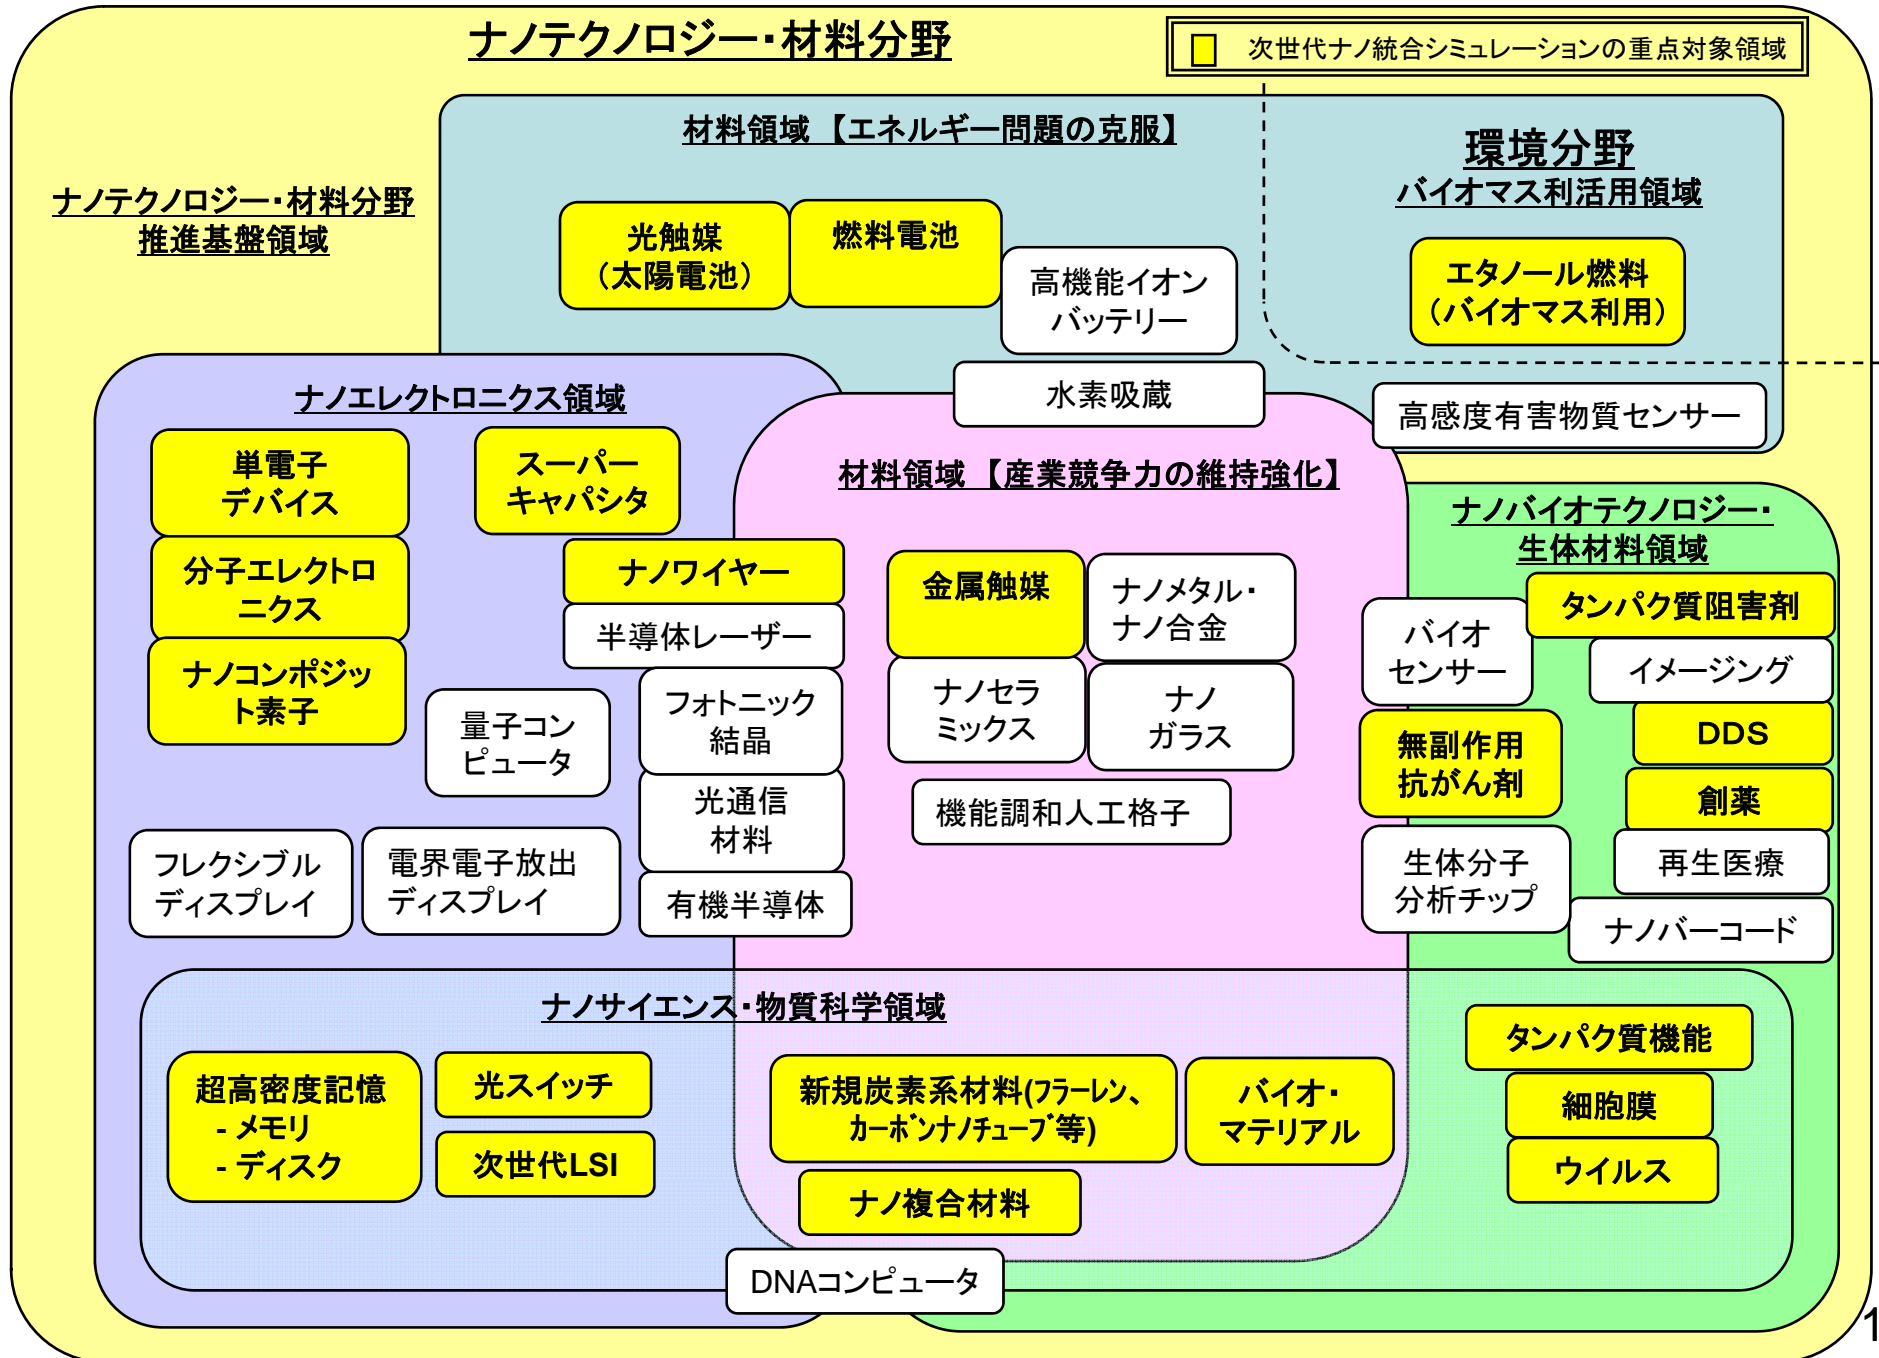 ナノテクノロジー・材料分野
次世代ナノ統合シミュレーションの重点対象領域
材料領域 【エネルギー問題の克服】
環境分野
バイオマス利活用領域
ナノテクノロジー・材料分野
推進基盤領域
光触媒
（太陽電池）
燃料電池
高機能イオン
バッテリー
エタノール燃料
（バイオマス利用）
水素吸蔵
高感度有害物質センサー
ナノエレクトロニクス領域
単電子
デバイス
スーパー
キャパシタ
分子エレクトロ
ニクス
ナノワイヤー
半導体レーザー
ナノコンポジッ
ト素子
量子コン
ピュータ
フォトニック
結晶
光通信
材料
フレクシブル
ディスプレイ
電界電子放出
ディスプレイ
有機半導体
材料領域 【産業競争力の維持強化】
金属触媒
ナノメタル・
ナノ合金
ナノセラ
ミックス
ナノ
ガラス
機能調和人工格子
ナノバイオテクノロジー・
生体材料領域
タンパク質阻害剤
バイオ
センサー
イメージング
DDS
無副作用
抗がん剤
創薬
生体分子
分析チップ
再生医療
ナノバーコード
ナノサイエンス・物質科学領域
超高密度記憶
- メモリ
- ディスク
光スイッチ
次世代LSI
新規炭素系材料(フラーレン、
カーボンナノチューブ等)
バイオ・
マテリアル
ナノ複合材料
タンパク質機能
細胞膜
ウイルス
DNAコンピュータ
1